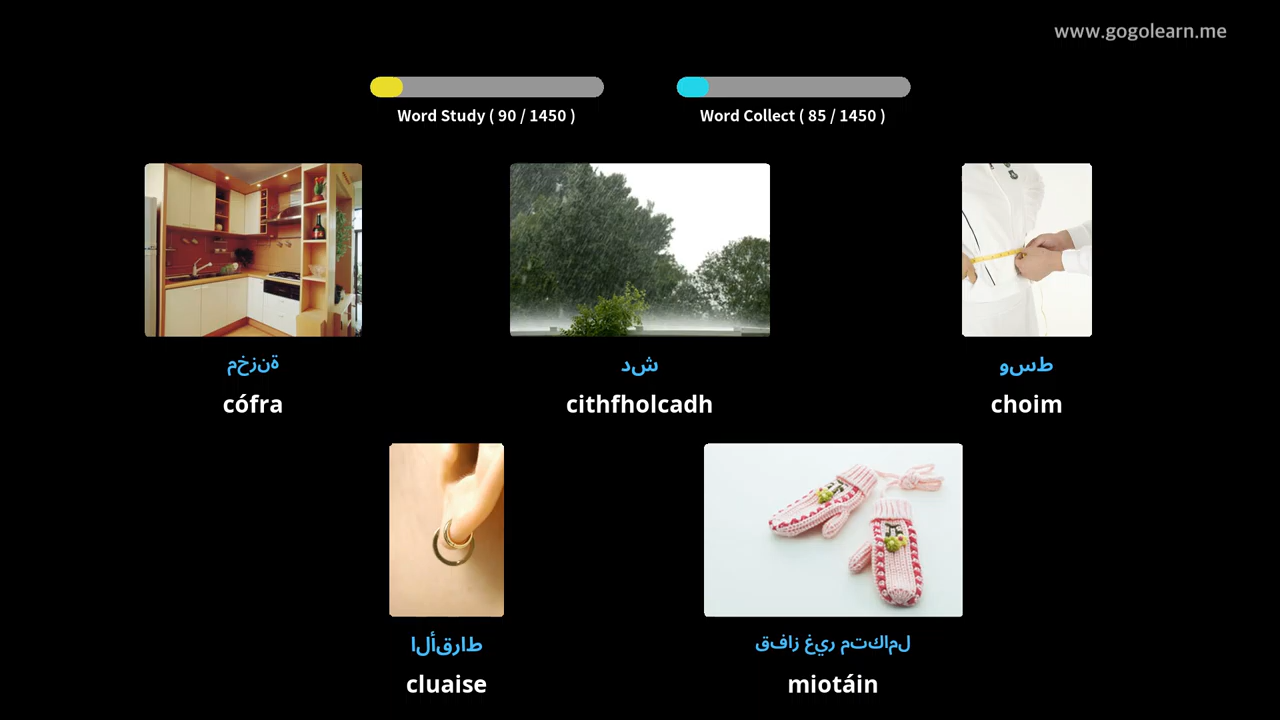 www.gogolearn.me
Word Study ( 90 / 1450 )
Word Collect ( 85 / 1450 )
مخزنة
دش
وسط
cófra
cithfholcadh
choim
الأقراط
قفاز غير متكامل
cluaise
miotáin